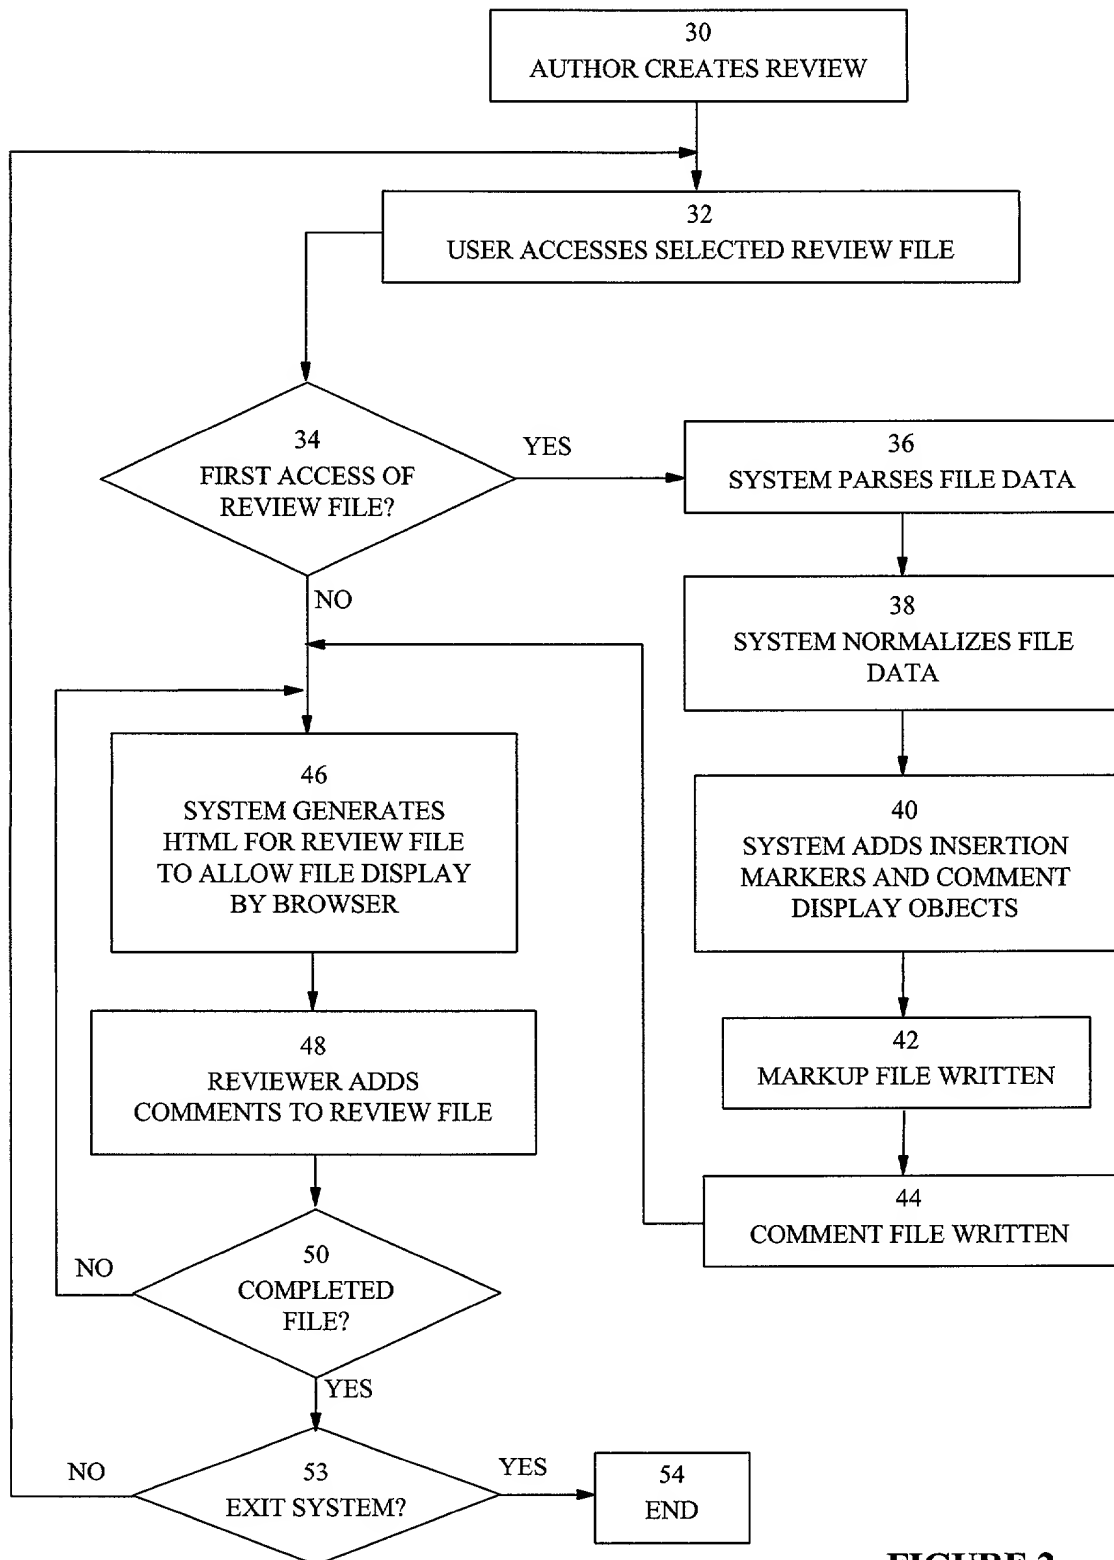 30
AUTHOR CREATES REVIEW
32
USER ACCESSES SELECTED REVIEW FILE
34
FIRST ACCESS OF
REVIEW FILE?
YES
36
SYSTEM PARSES FILE DATA
NO
38
SYSTEM NORMALIZES FILE
DATA
46
SYSTEM GENERATES
HTML FOR REVIEW FILE
TO ALLOW FILE DISPLAY
BY BROWSER
40
SYSTEM ADDS INSERTION
MARKERS AND COMMENT
DISPLAY OBJECTS
48
REVIEWER ADDS
COMMENTS TO REVIEW FILE
42
MARKUP FILE WRITTEN
44
COMMENT FILE WRITTEN
50
COMPLETED
FILE?
NO
YES
53
EXIT SYSTEM?
NO
YES
54
END
FIGURE 2